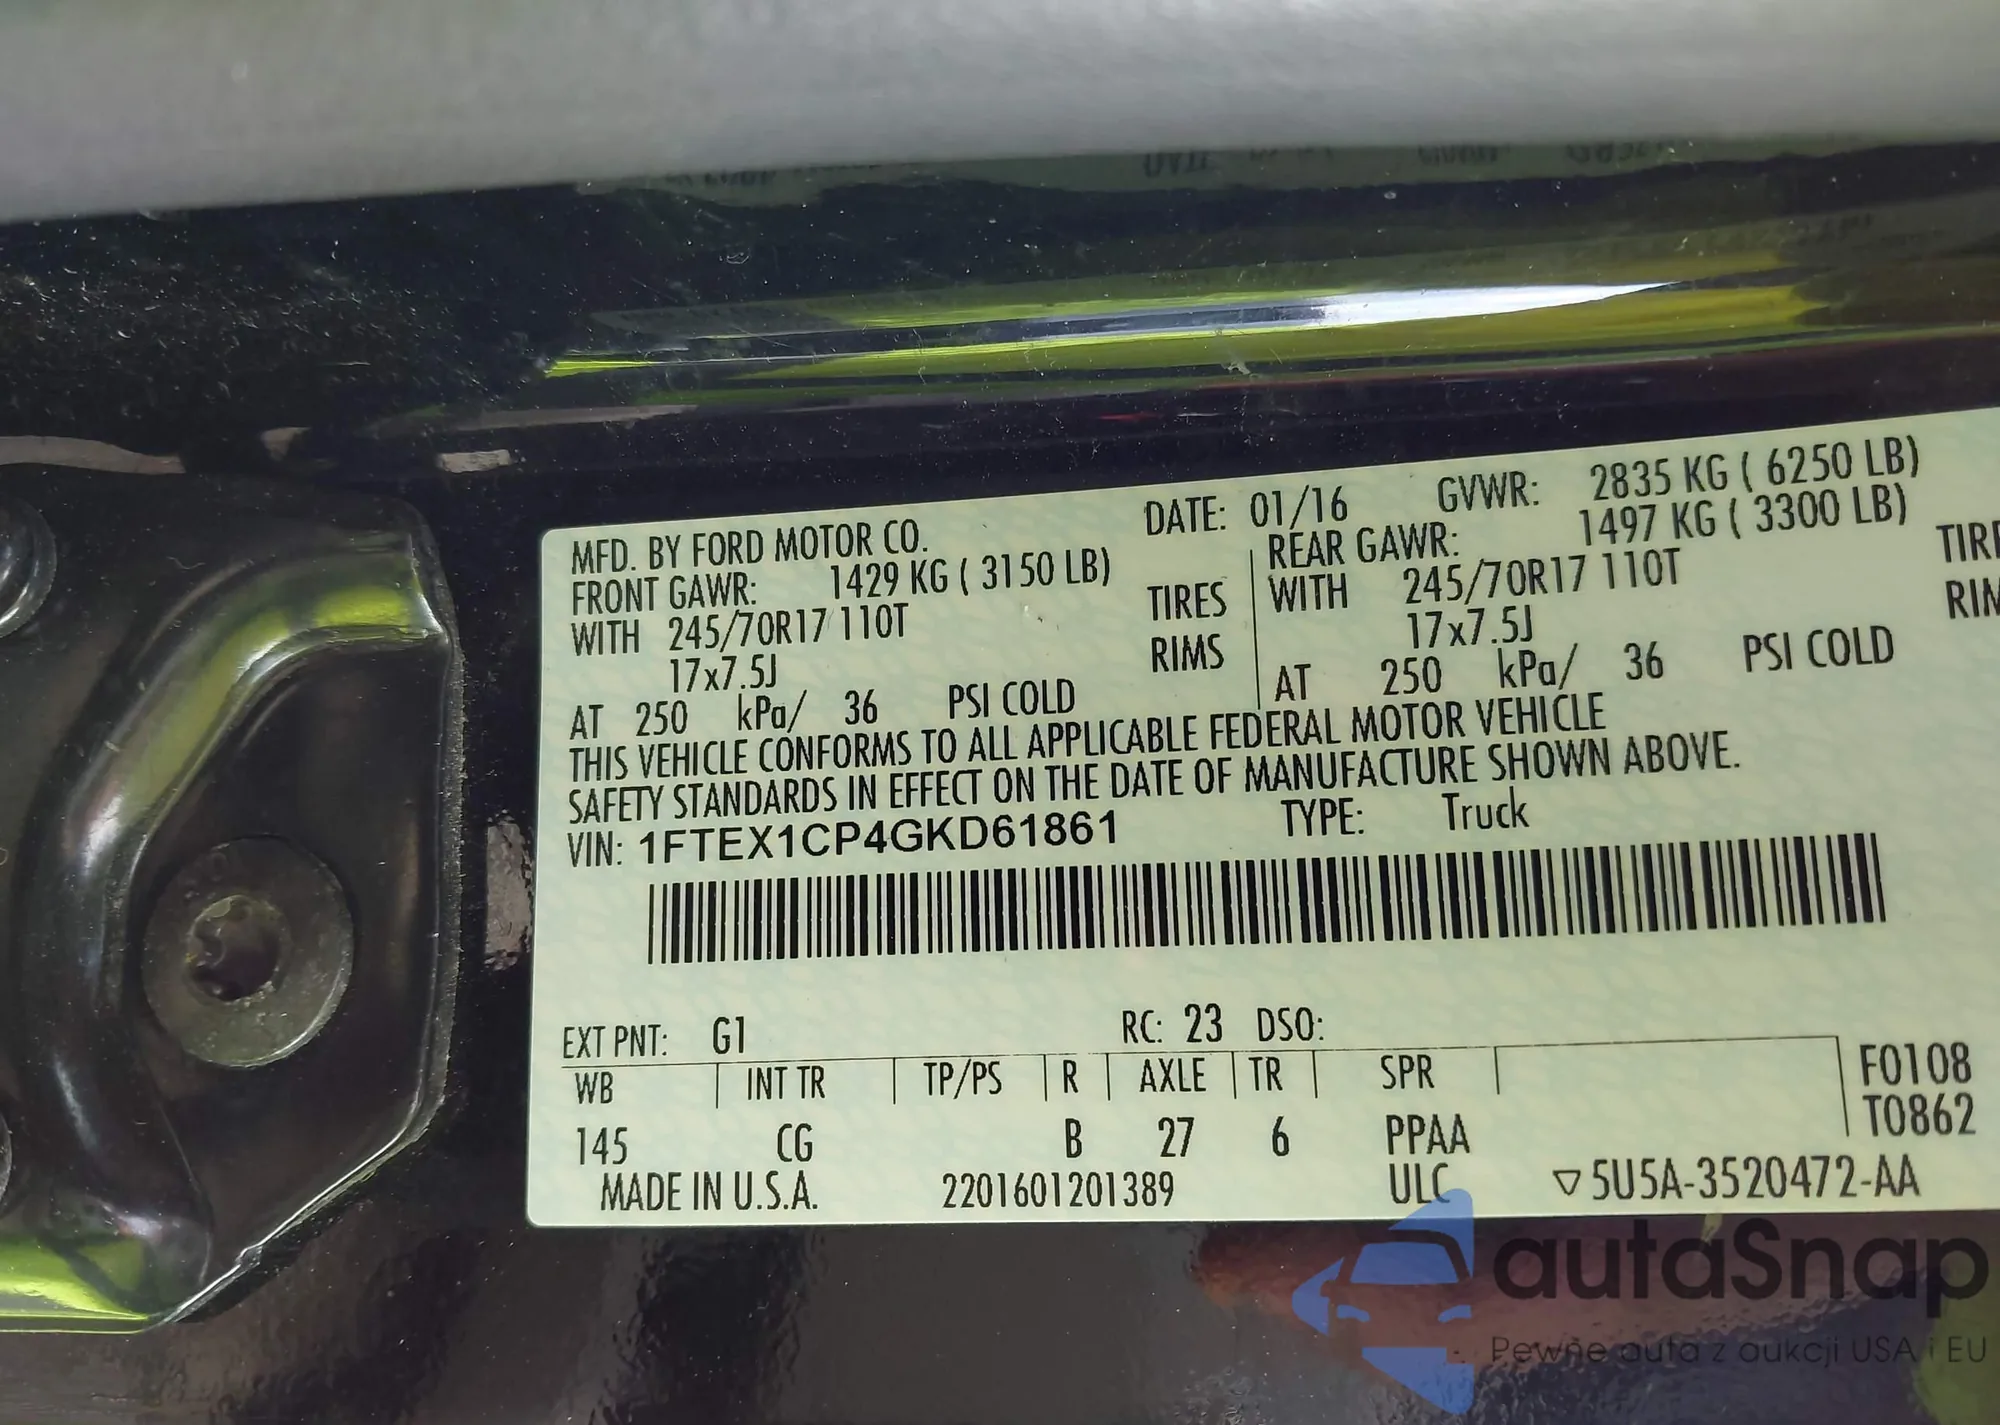 MFD. BY FORD MOTOR CO. DATE: 01/16 GVWR: 2835 KG ( 6250 LB)
FRONT GAWR: 1429 KG ( 3150 LB) REAR GAWR: 1497 KG ( 3300 LB)
WITH 245/70R17 110T TIRES WITH 245/70R17 110T
17x7.5J RIMS 17x7.5J
AT 250 kPa/ 36 PSI COLD AT 250 kPa/ 36 PSI COLD
THIS VEHICLE CONFORMS TO ALL APPLICABLE FEDERAL MOTOR VEHICLE
SAFETY STANDARDS IN EFFECT ON THE DATE OF MANUFACTURE SHOWN ABOVE.
VIN: 1FTEX1CP4GKD61861 TYPE: Truck
EXT PNT: G1 RC: 23 DSO:
WB INT TR TP/PS R AXLE TR SPR F0108
145 CG B 27 6 PPAA T0862
MADE IN U.S.A. 2201601201389 ULC ▽5U5A-3520472-AA
autaSnap
Pewne auta z aukcji USA i EU